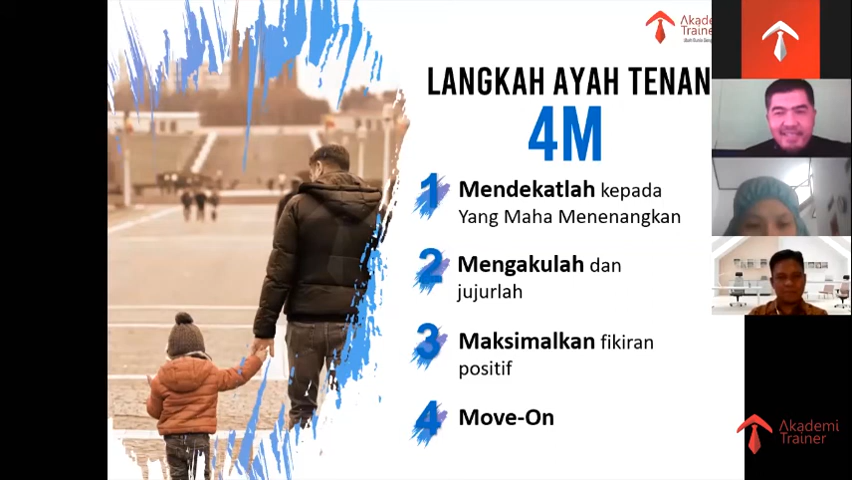 Akademi
Trainer
LANGKAH AYAH TENAN
4M
1 Mendekatlah kepada
Yang Maha Menenangkan
2 Mengakulah dan
jujurlah
3 Maksimalkan fikiran
positif
4 Move-On
Akademi
Trainer